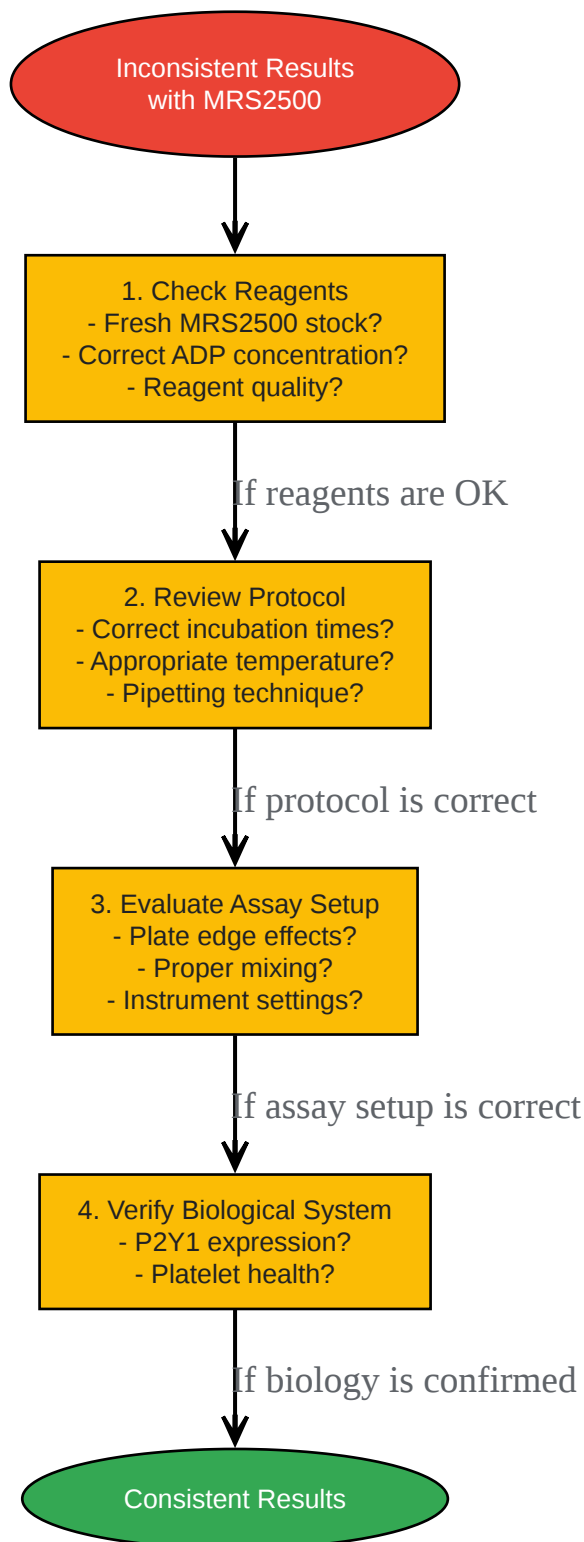 Inconsistent Results
with MRS2500
1. Check Reagents
- Fresh MRS2500 stock?
- Correct ADP concentration?
- Reagent quality?
If reagents are OK
2. Review Protocol
- Correct incubation times?
- Appropriate temperature?
- Pipetting technique?
If protocol is correct
3. Evaluate Assay Setup
- Plate edge effects?
- Proper mixing?
- Instrument settings?
If assay setup is correct
4. Verify Biological System
- P2Y1 expression?
- Platelet health?
If biology is confirmed
Consistent Results